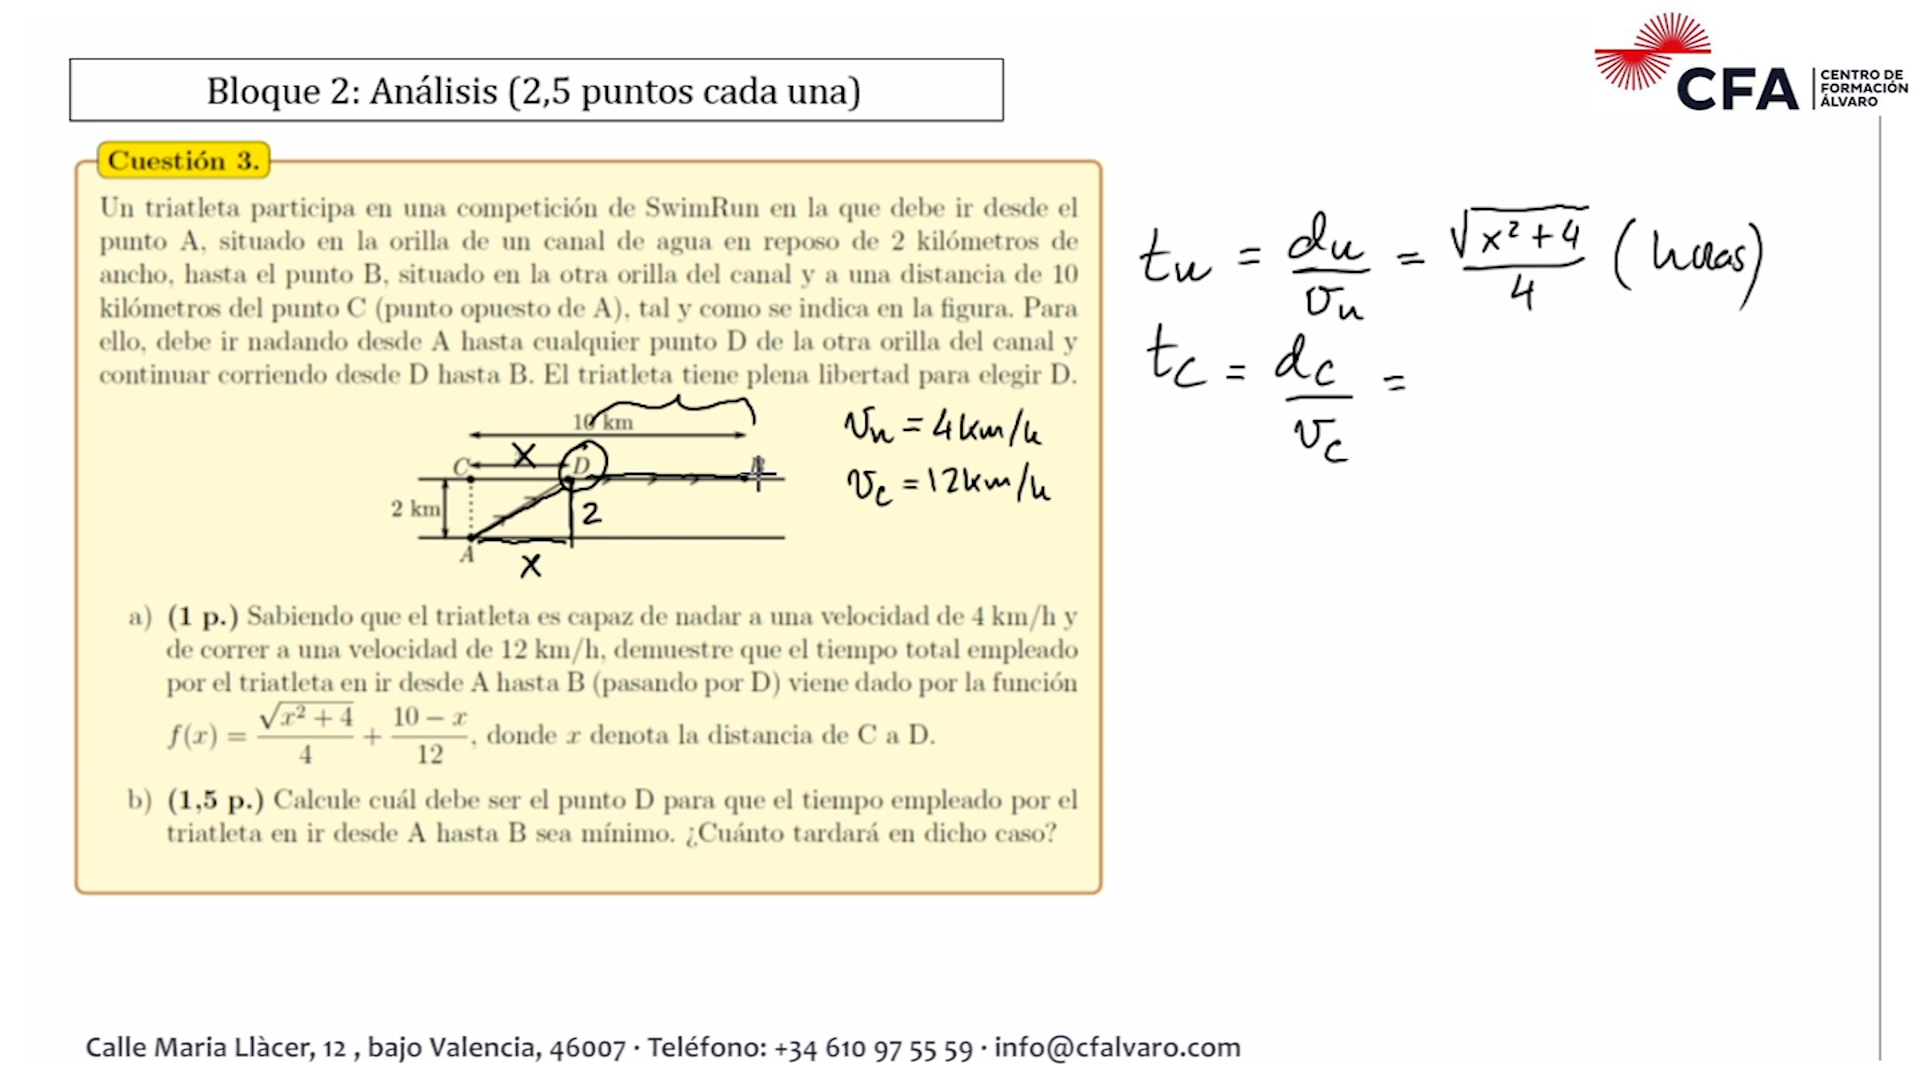 Bloque 2: Análisis (2,5 puntos cada una)
CFA
CENTRO DE
FORMACIÓN
ÁLVARO
Cuestión 3.
Un triatleta participa en una competición de SwimRun en la que debe ir desde el
punto A, situado en la orilla de un canal de agua en reposo de 2 kilómetros de
ancho, hasta el punto B, situado en la otra orilla del canal y a una distancia de 10
kilómetros del punto C (punto opuesto de A), tal y como se indica en la figura. Para
ello, debe ir nadando desde A hasta cualquier punto D de la otra orilla del canal y
continuar corriendo desde D hasta B. El triatleta tiene plena libertad para elegir D.
10 km
C x D B
2 km 2
A
x
vn = 4km/h
vc = 12km/h
a) (1 p.) Sabiendo que el triatleta es capaz de nadar a una velocidad de 4 km/h y
de correr a una velocidad de 12 km/h, demuestre que el tiempo total empleado
por el triatleta en ir desde A hasta B (pasando por D) viene dado por la función
f(x) = √(x² + 4)/4 + (10 − x)/12, donde x denota la distancia de C a D.
b) (1,5 p.) Calcule cuál debe ser el punto D para que el tiempo empleado por el
triatleta en ir desde A hasta B sea mínimo. ¿Cuánto tardará en dicho caso?
tn = dn/vn = √(x²+4)/4 (horas)
tc = dc/vc =
Calle Maria Llàcer, 12 , bajo Valencia, 46007 · Teléfono: +34 610 97 55 59 · info@cfalvaro.com